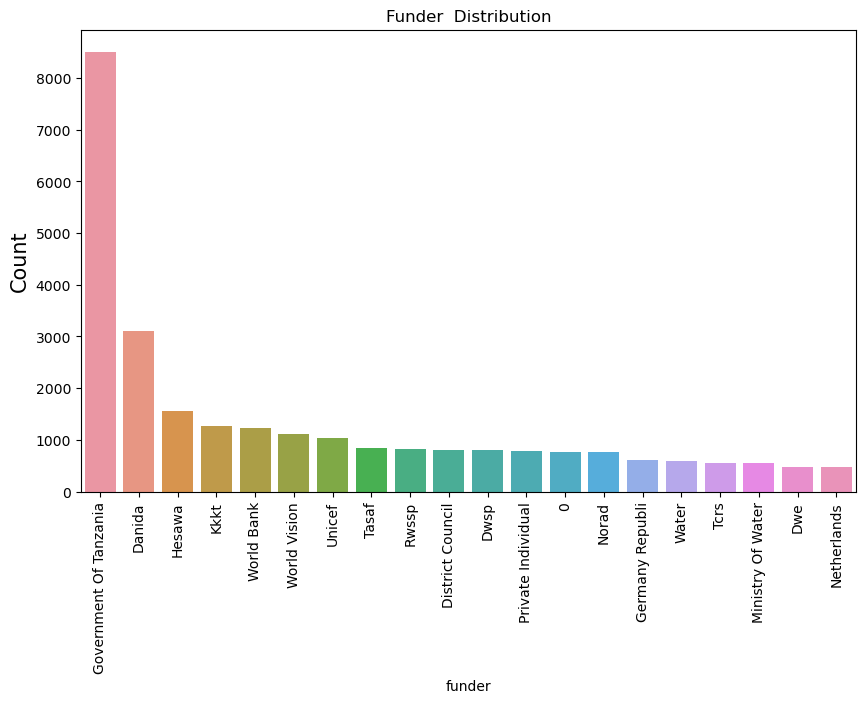 Funder  Distribution
Count
8000
7000
6000
5000
4000
3000
2000
1000
0
Government Of Tanzania
Danida
Hesawa
Kkkt
World Bank
World Vision
Unicef
Tasaf
Rwssp
District Council
Dwsp
Private Individual
0
Norad
Germany Republi
Water
Tcrs
Ministry Of Water
Dwe
Netherlands
funder